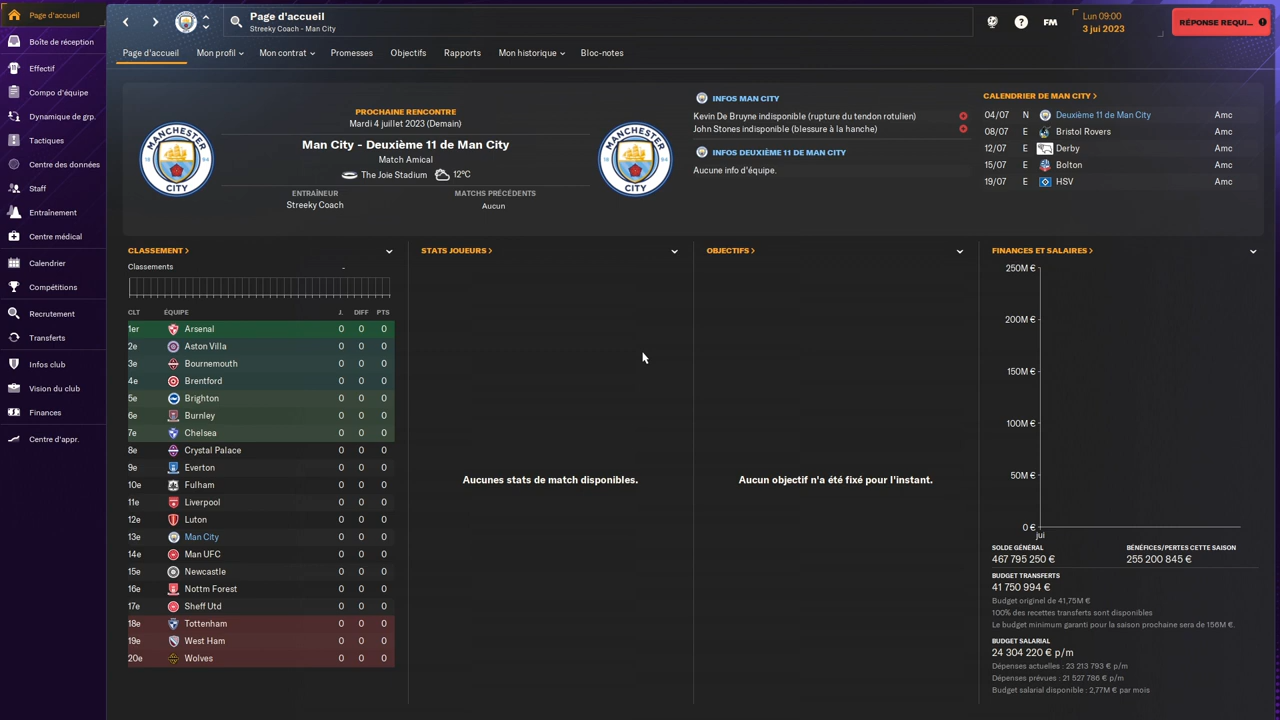 Page d'accueil
Boîte de réception
Effectif
Compo d'équipe
Dynamique de grp.
Tactiques
Centre des données
Staff
Entraînement
Centre médical
Calendrier
Compétitions
Recrutement
Transferts
Infos club
Vision du club
Finances
Centre d'appr.
Page d'accueil
Streeky Coach - Man City
FM
Lun 09:00
3 jui 2023
RÉPONSE REQUI...
Page d'accueil Mon profil Mon contrat Promesses Objectifs Rapports Mon historique Bloc-notes
PROCHAINE RENCONTRE
Mardi 4 juillet 2023 (Demain)
Man City - Deuxième 11 de Man City
Match Amical
The Joie Stadium 12°C
ENTRAÎNEUR MATCHS PRÉCÉDENTS
Streeky Coach Aucun
MANCHESTER
18 94
CITY
MANCHESTER
18 94
CITY
INFOS MAN CITY
Kevin De Bruyne indisponible (rupture du tendon rotulien)
John Stones indisponible (blessure à la hanche)
INFOS DEUXIÈME 11 DE MAN CITY
Aucune info d'équipe.
CALENDRIER DE MAN CITY >
04/07 N Deuxième 11 de Man City Amc
08/07 E Bristol Rovers Amc
12/07 E Derby Amc
15/07 E Bolton Amc
19/07 E HSV Amc
CLASSEMENT >
Classements -
CLT ÉQUIPE J. DIFF PTS
1er Arsenal 0 0 0
2e Aston Villa 0 0 0
3e Bournemouth 0 0 0
4e Brentford 0 0 0
5e Brighton 0 0 0
6e Burnley 0 0 0
7e Chelsea 0 0 0
8e Crystal Palace 0 0 0
9e Everton 0 0 0
10e Fulham 0 0 0
11e Liverpool 0 0 0
12e Luton 0 0 0
13e Man City 0 0 0
14e Man UFC 0 0 0
15e Newcastle 0 0 0
16e Nottm Forest 0 0 0
17e Sheff Utd 0 0 0
18e Tottenham 0 0 0
19e West Ham 0 0 0
20e Wolves 0 0 0
STATS JOUEURS >
Aucunes stats de match disponibles.
OBJECTIFS >
Aucun objectif n'a été fixé pour l'instant.
FINANCES ET SALAIRES >
250M €
200M €
150M €
100M €
50M €
0 €
jui
SOLDE GÉNÉRAL BÉNÉFICES/PERTES CETTE SAISON
467 795 250 € 255 200 845 €
BUDGET TRANSFERTS
41 750 994 €
Budget originel de 41,75M €
100% des recettes transferts sont disponibles
Le budget minimum garanti pour la saison prochaine sera de 156M €.
BUDGET SALARIAL
24 304 220 € p/m
Dépenses actuelles : 23 213 793 € p/m
Dépenses prévues : 21 527 786 € p/m
Budget salarial disponible : 2,77M € par mois